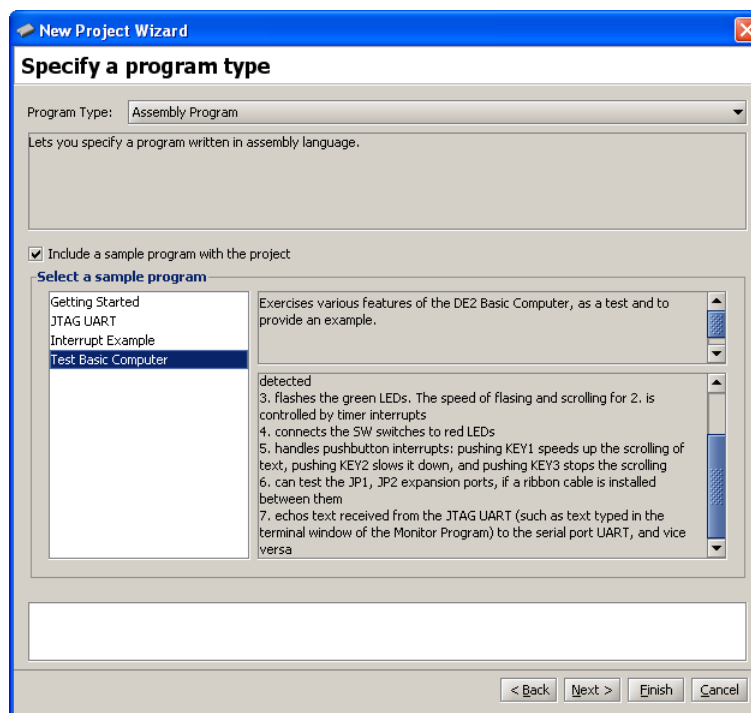 New Project Wizard
Specify a program type
Program Type: Assembly Program
Lets you specify a program written in assembly language.
Include a sample program with the project
Select a sample program
Getting Started
JTAG UART
Interrupt Example
Test Basic Computer
Exercises various features of the DE2 Basic Computer, as a test and to
provide an example.
detected
3. flashes the green LEDs. The speed of flasing and scrolling for 2. is
controlled by timer interrupts
4. connects the SW switches to red LEDs
5. handles pushbutton interrupts: pushing KEY1 speeds up the scrolling of
text, pushing KEY2 slows it down, and pushing KEY3 stops the scrolling
6. can test the JP1, JP2 expansion ports, if a ribbon cable is installed
between them
7. echos text received from the JTAG UART (such as text typed in the
terminal window of the Monitor Program) to the serial port UART, and vice
versa
< Back Next > Finish Cancel